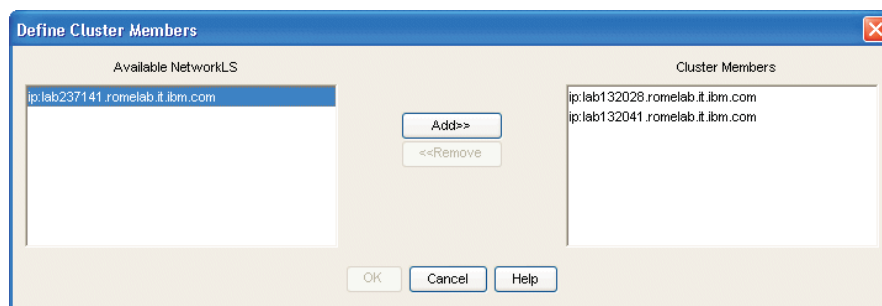 Define Cluster Members
Available NetworkLS
Cluster Members
ip:lab237141.romelab.it.ibm.com
ip:lab132028.romelab.it.ibm.com
ip:lab132041.romelab.it.ibm.com
Add>>
<<Remove
OK
Cancel
Help